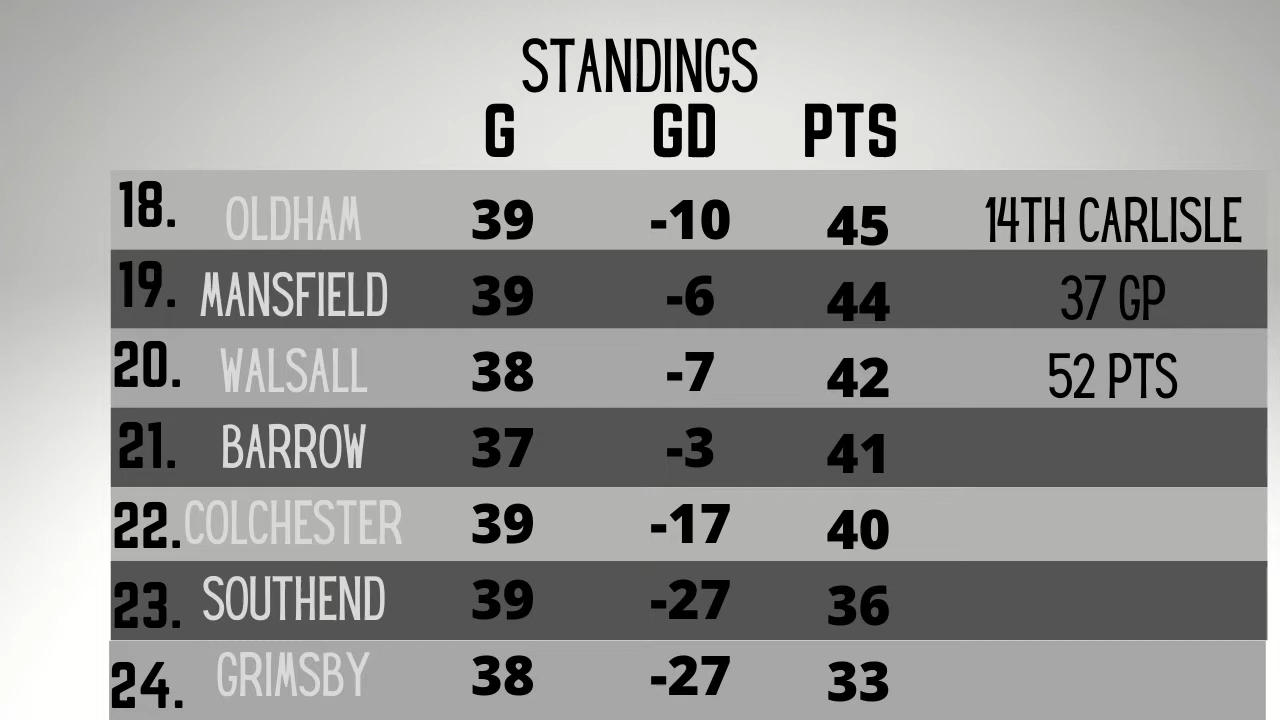 STANDINGS
G GD PTS
18. OLDHAM 39 -10 45 14TH CARLISLE
19. MANSFIELD 39 -6 44 37 GP
20. WALSALL 38 -7 42 52 PTS
21. BARROW 37 -3 41
22. COLCHESTER 39 -17 40
23. SOUTHEND 39 -27 36
24. GRIMSBY 38 -27 33